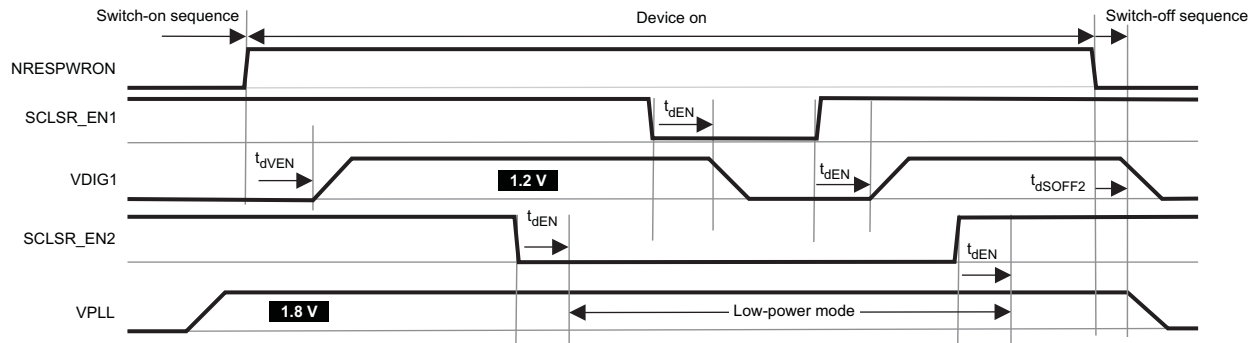 Switch-on sequence
Device on
Switch-off sequence
NRESPWRON
SCLSR_EN1
tdEN
tdVEN
VDIG1
1.2 V
tdEN
tdSOFF2
SCLSR_EN2
tdEN
tdEN
VPLL
1.8 V
Low-power mode